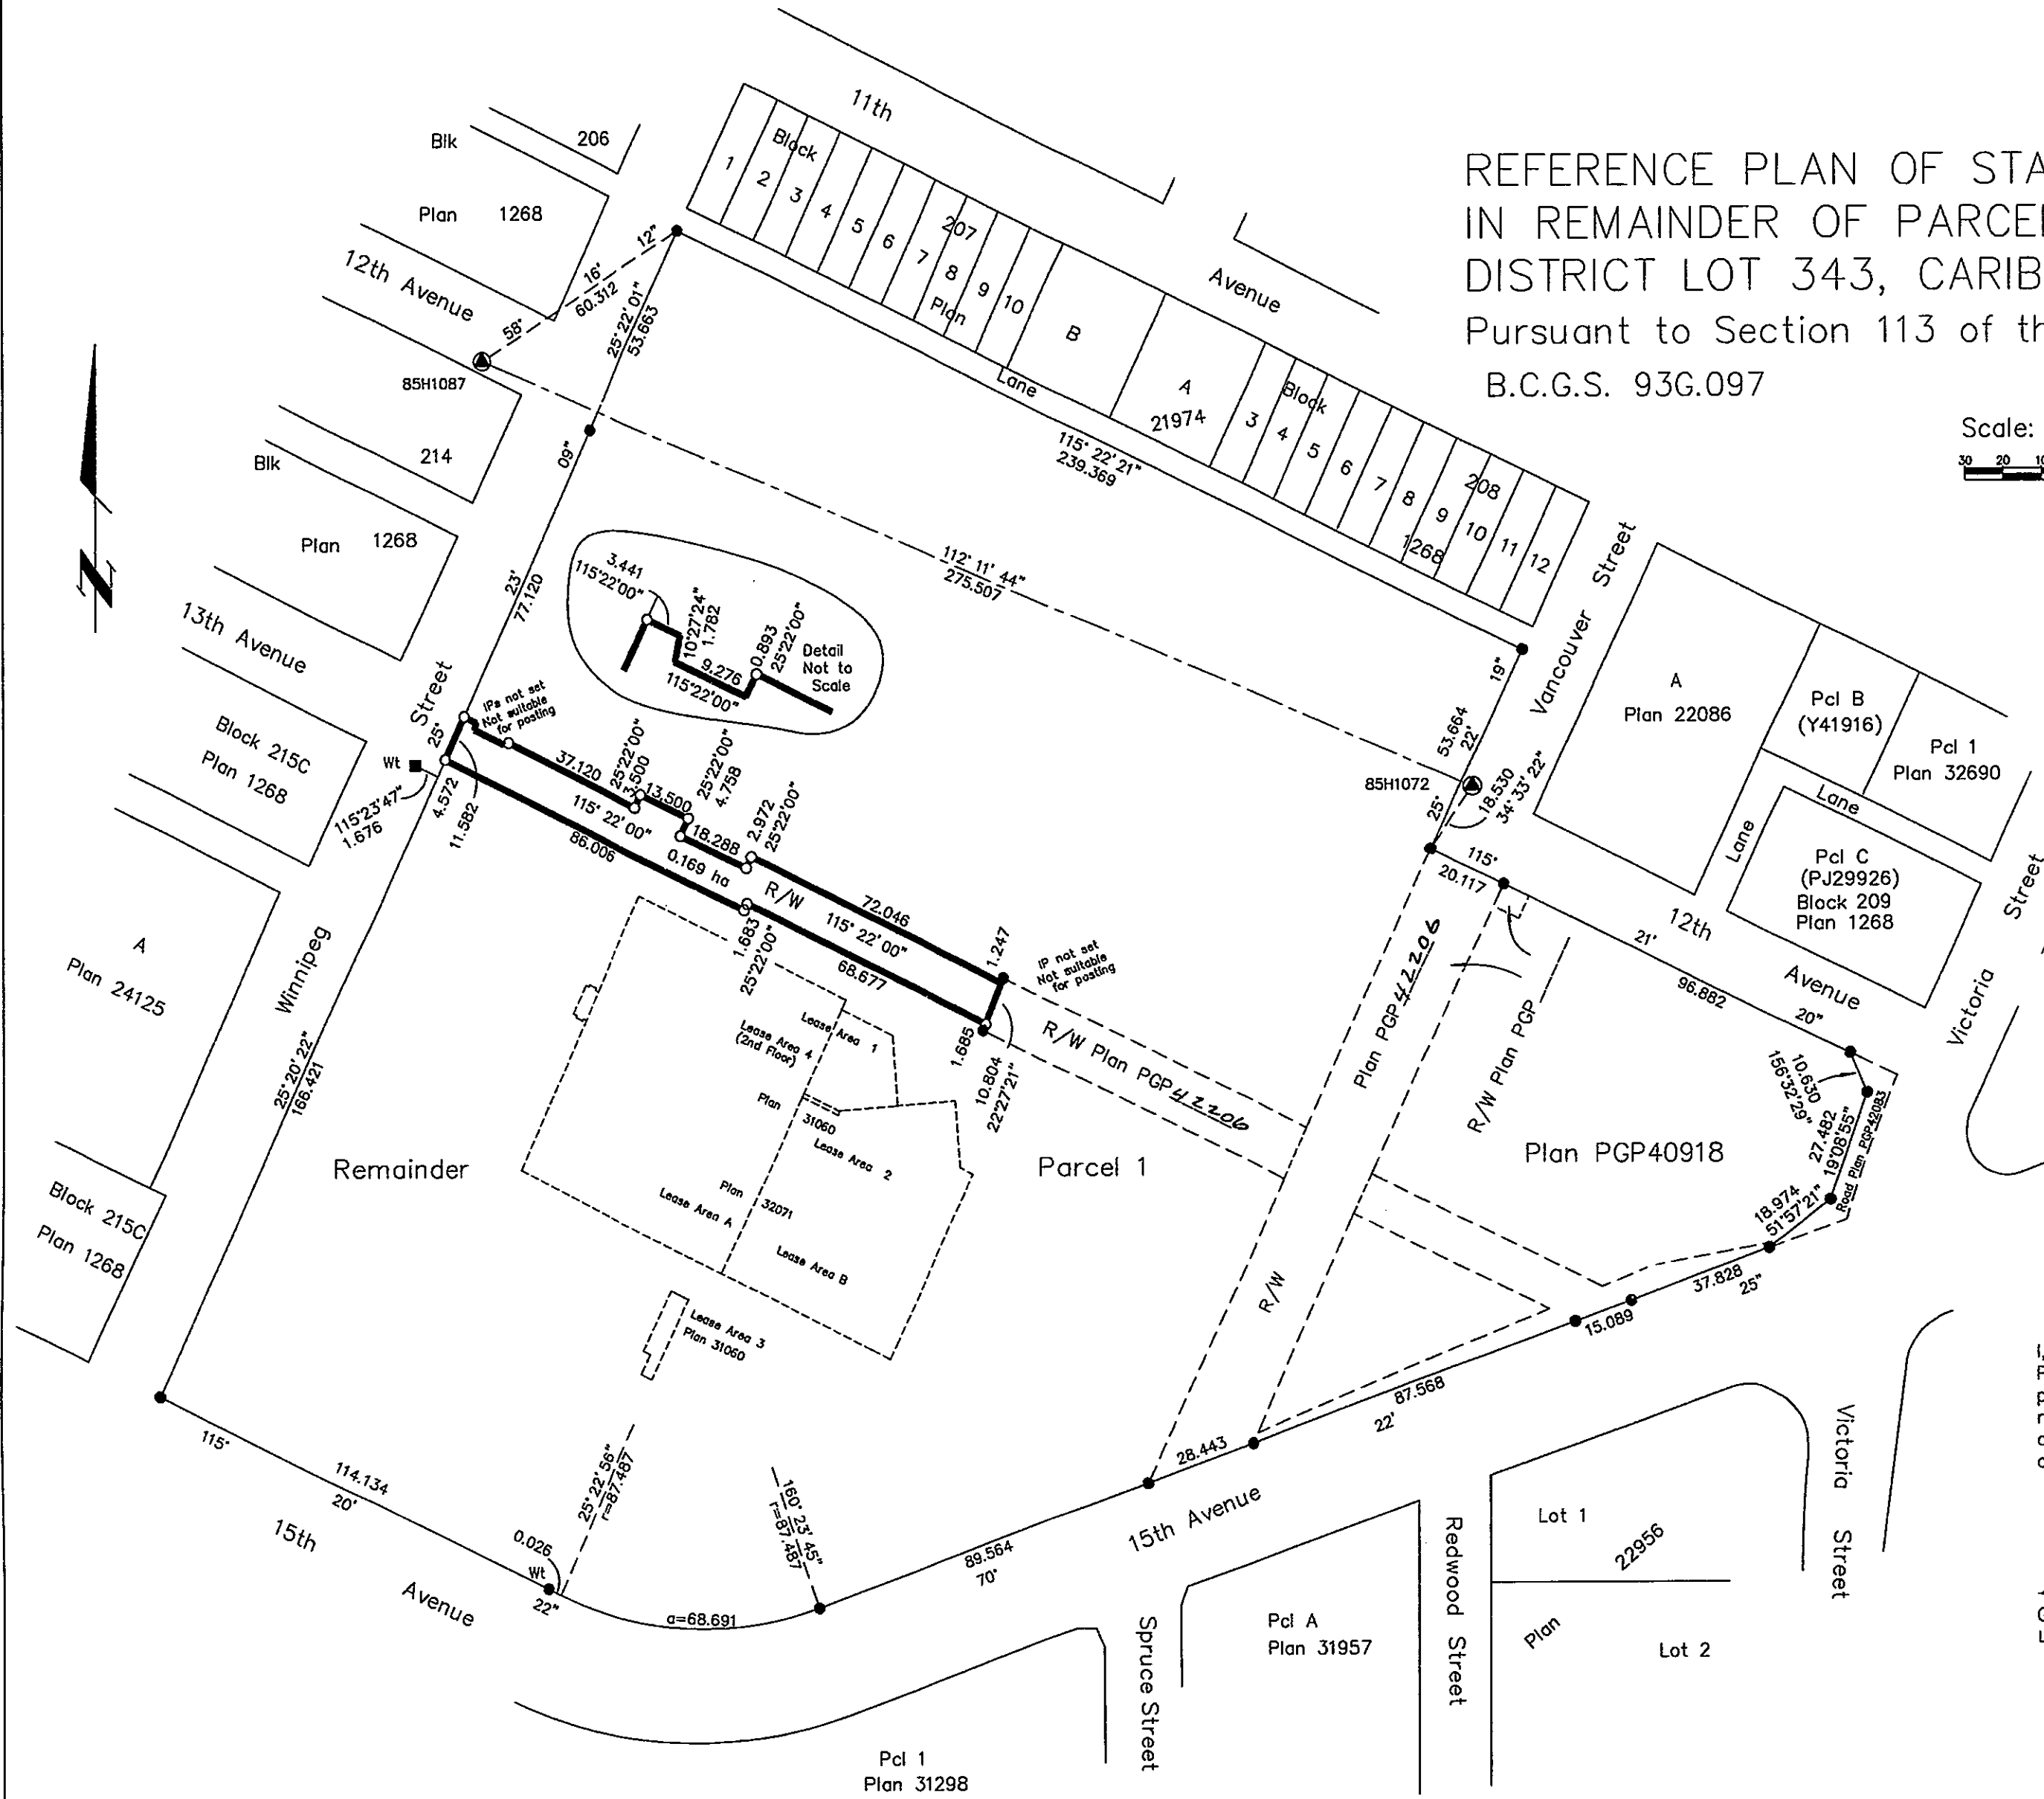 REFERENCE PLAN OF STA
IN REMAINDER OF PARCEL
DISTRICT LOT 343, CARIB
Pursuant to Section 113 of th
B.C.G.S. 93G.097
Scale:
30 20 10
11th
Avenue
Blk
206
Plan 1268
12th Avenue
Block
207
Plan
1
2
3
4
5
6
7
8
9
10
B
A
21974
Block
208
1268
3
4
5
6
7
8
9
10
11
12
Lane
115° 22' 21"
239.369
58' 16' 12"
60.312
25° 22' 01"
53.663
85H1087
09"
214
Blk
Plan 1268
112° 11' 44"
275.507
23'
77.120
3.441
115°22'00"
10°27'24"
1.782
9.276
115°22'00"
0.893
25°22'00"
Detail
Not to
Scale
13th Avenue
Street
25°
IPs not set
Not suitable
for posting
Block 215C
Plan 1268
Wt
115°23'47"
1.676
4.572
11.582
37.120
115° 22' 00"
25°22'00"
3.500
13.500
25°22'00"
4.758
18.288
2.972
25°22'00"
86.006
0.169 ha
R/W
72.046
115° 22' 00"
1.683
25°22'00"
68.677
1.247
IP not set
Not suitable
for posting
1.685
10.804
22°27'21"
R/W Plan PGP42206
Vancouver Street
19"
53.664
22'
25°
85H1072
18.530
34° 33' 22"
A
Plan 22086
Pcl B
(Y41916)
Pcl 1
Plan 32690
Lane
Lane
Pcl C
(PJ29926)
Block 209
Plan 1268
115°
20.117
21'
12th
Avenue
96.882
20"
Victoria
Street
Plan PGP42206
R/W
R/W Plan PGP
Plan PGP40918
10.630
156°32'29"
27.482
19°08'55"
Road Plan PGP42083
18.974
51°57'21"
37.828
25"
15.089
87.568
22'
28.443
A
Plan 24125
Winnipeg
25° 20' 22"
166.421
Remainder
Parcel 1
Lease Area 1
Lease Area 4
(2nd Floor)
Plan
31060
Lease Area 2
Plan
32071
Lease Area A
Lease Area B
Lease Area 3
Plan 31060
Block 215C
Plan 1268
115°
114.134
20'
15th
Avenue
0.026
Wt
22"
25° 22' 56"
r=87.487
160° 23' 45"
r=87.487
a=68.691
89.564
70°
15th Avenue
Spruce Street
Pcl A
Plan 31957
Redwood Street
Lot 1
22956
Plan
Lot 2
Victoria Street
Pcl 1
Plan 31298